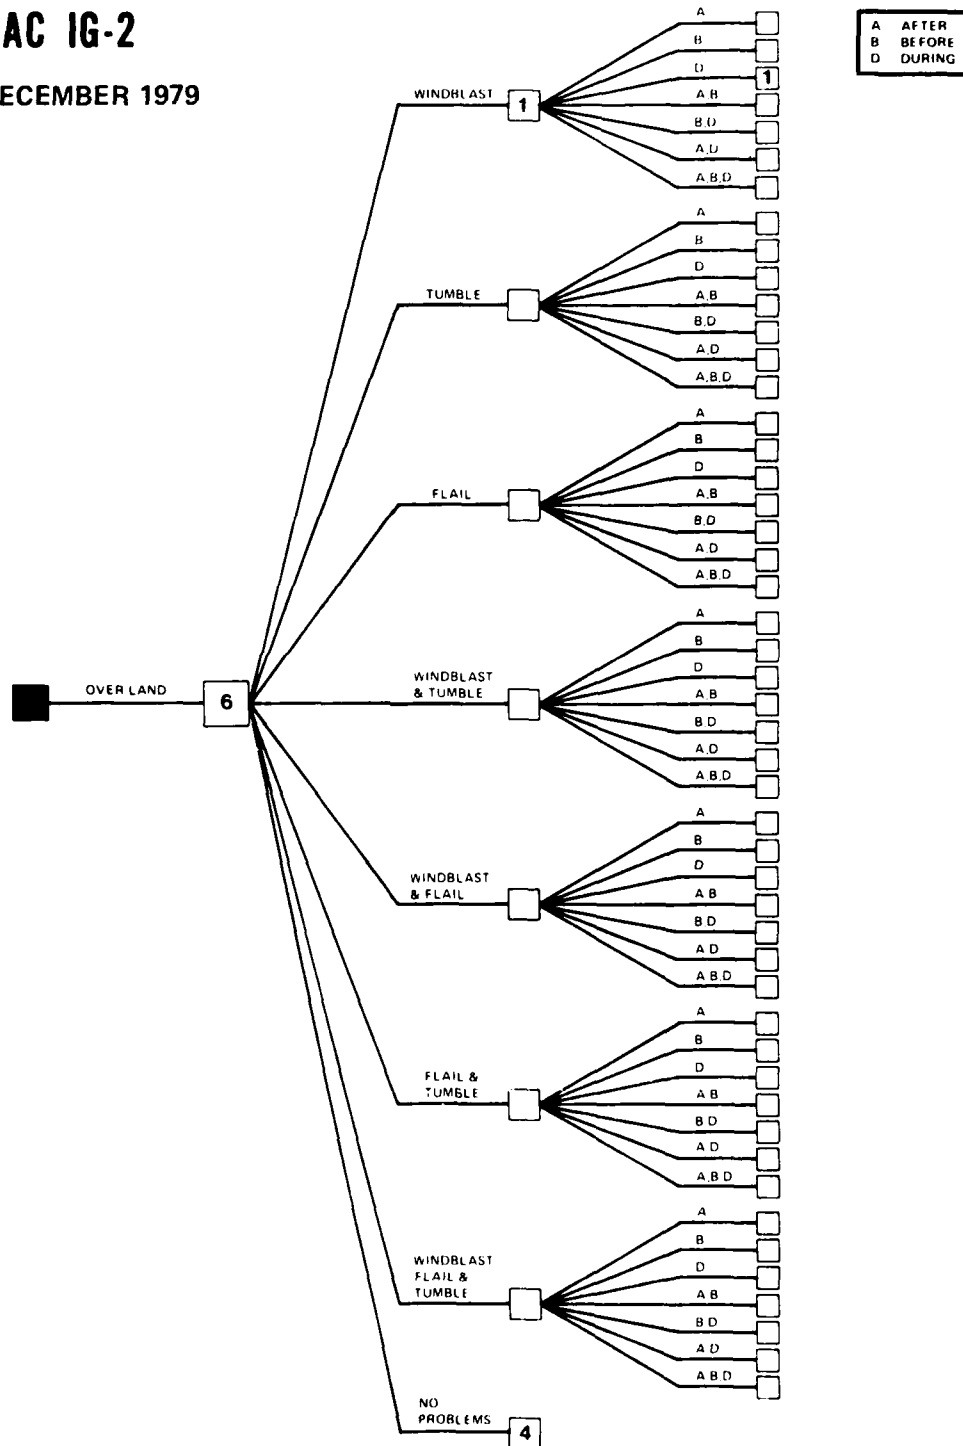 AC IG-2
ECEMBER 1979
A AFTER
B BEFORE
D DURING
OVER LAND
6
WINDBLAST
1
A
B
D
1
A,B
B,D
A,D
A,B,D
TUMBLE
A
B
D
A,B
B,D
A,D
A,B,D
FLAIL
A
B
D
A,B
B,D
A,D
A,B,D
WINDBLAST
& TUMBLE
A
B
D
A,B
B,D
A,D
A,B,D
WINDBLAST
& FLAIL
A
B
D
A B
B D
A D
A B,D
FLAIL &
TUMBLE
A
B
D
A B
B D
A D
A,B D
WINDBLAST
FLAIL &
TUMBLE
A
B
D
A B
B D
A D
A B,D
NO
PROBLEMS
4